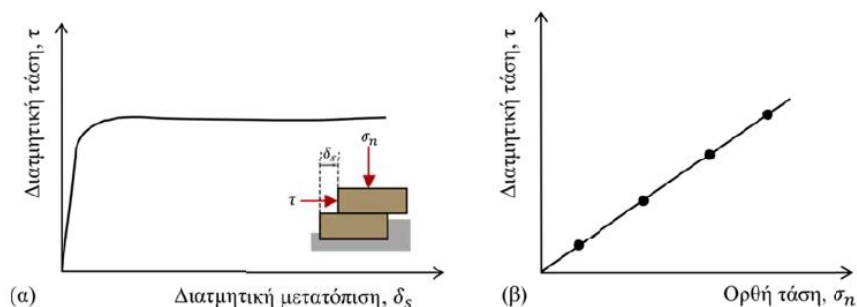 Διατμητική τάση, τ
σₙ
δₛ
τ
(α)
Διατμητική μετατόπιση, δₛ
Διατμητική τάση, τ
(β)
Ορθή τάση, σₙ